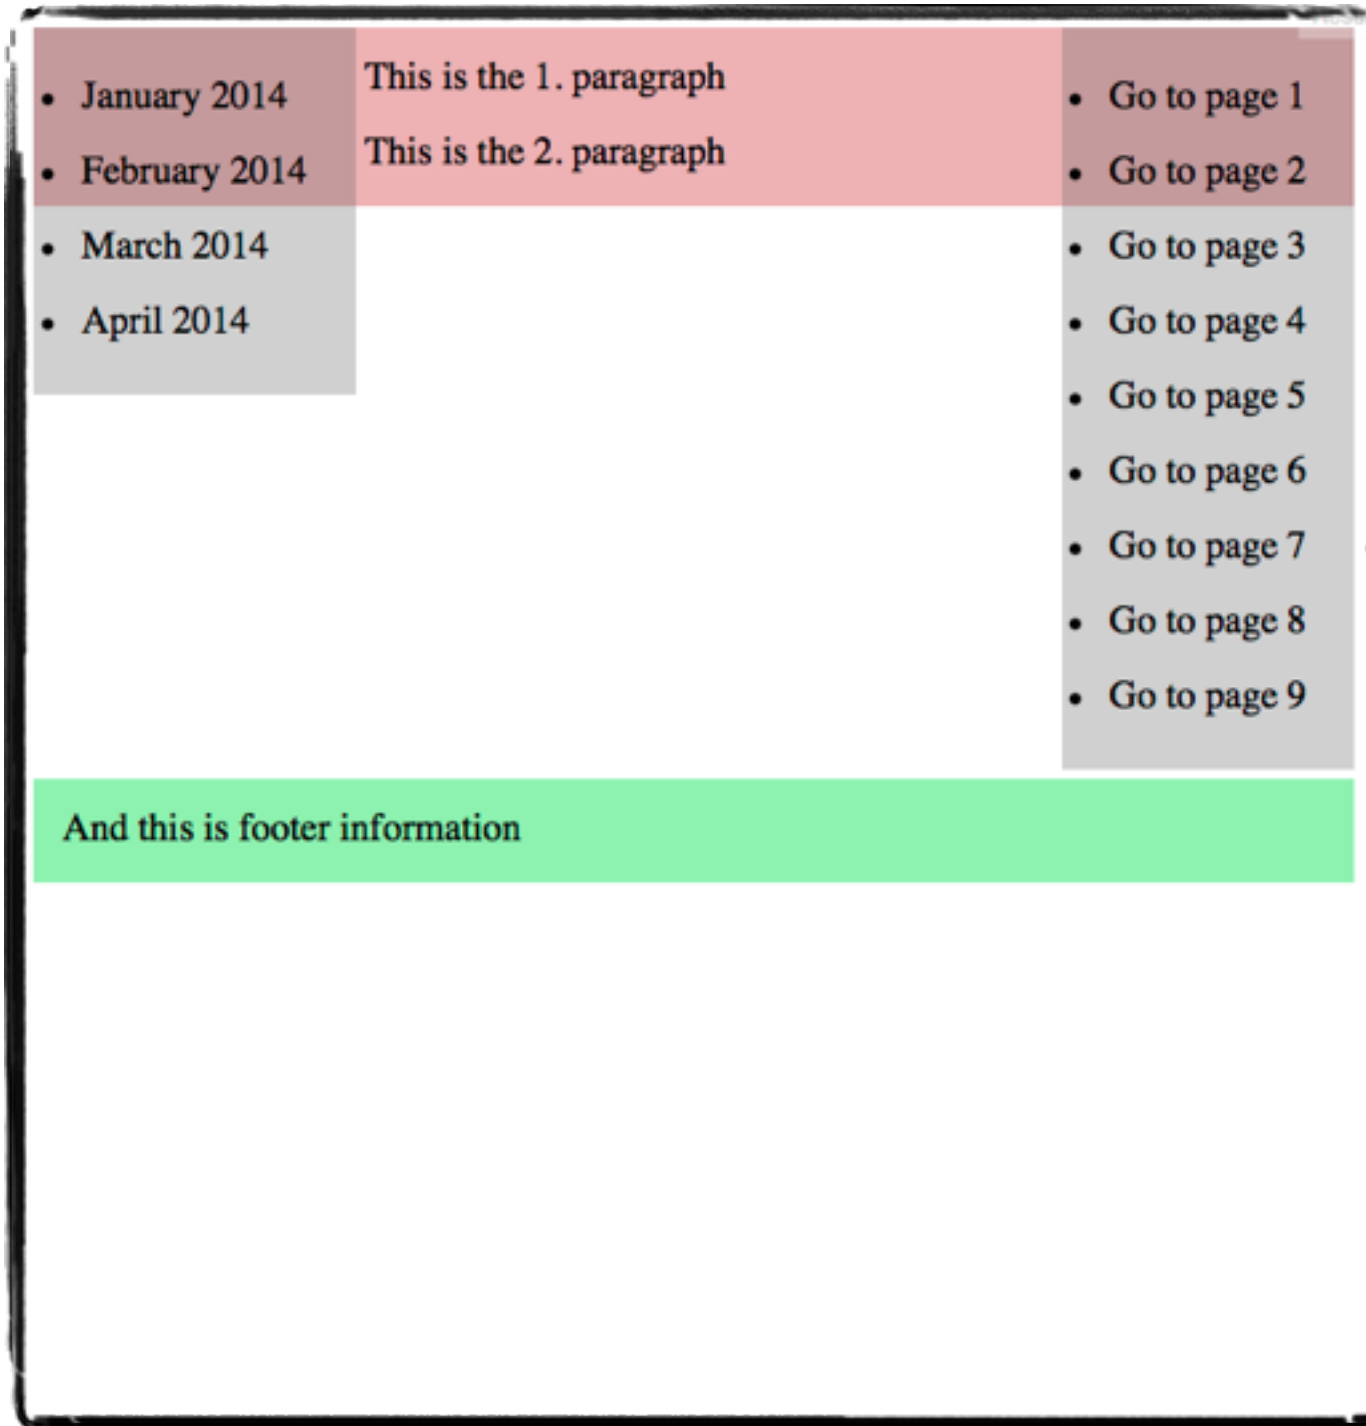 January 2014
February 2014
March 2014
April 2014
This is the 1. paragraph
This is the 2. paragraph
Go to page 1
Go to page 2
Go to page 3
Go to page 4
Go to page 5
Go to page 6
Go to page 7
Go to page 8
Go to page 9
And this is footer information